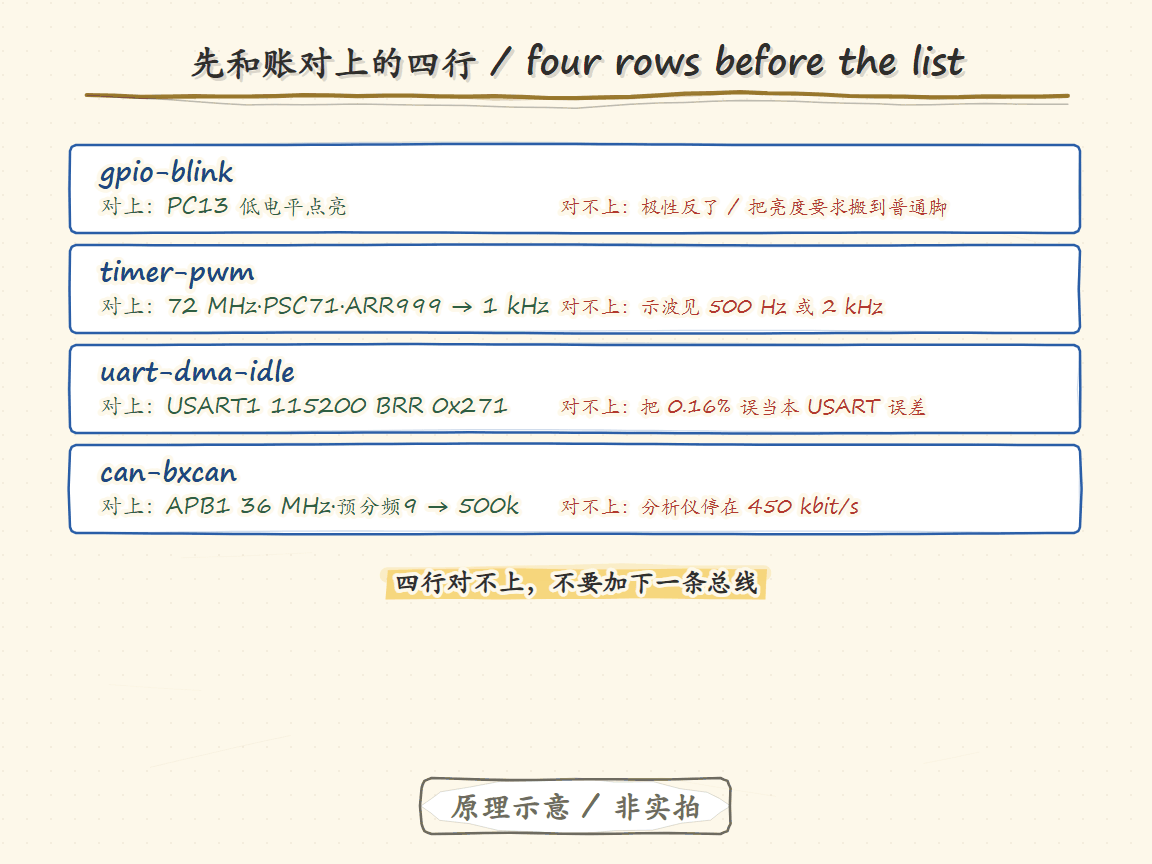 先和账对上的四行 / four rows before the list
gpio-blink
对上：PC13 低电平点亮 对不上：极性反了 / 把亮度要求搬到普通脚
timer-pwm
对上：72 MHz·PSC71·ARR999 → 1 kHz 对不上：示波见 500 Hz 或 2 kHz
uart-dma-idle
对上：USART1 115200 BRR 0x271 对不上：把 0.16% 误当本 USART 误差
can-bxcan
对上：APB1 36 MHz·预分频9 → 500k 对不上：分析仪停在 450 kbit/s
四行对不上，不要加下一条总线
原理示意 / 非实拍